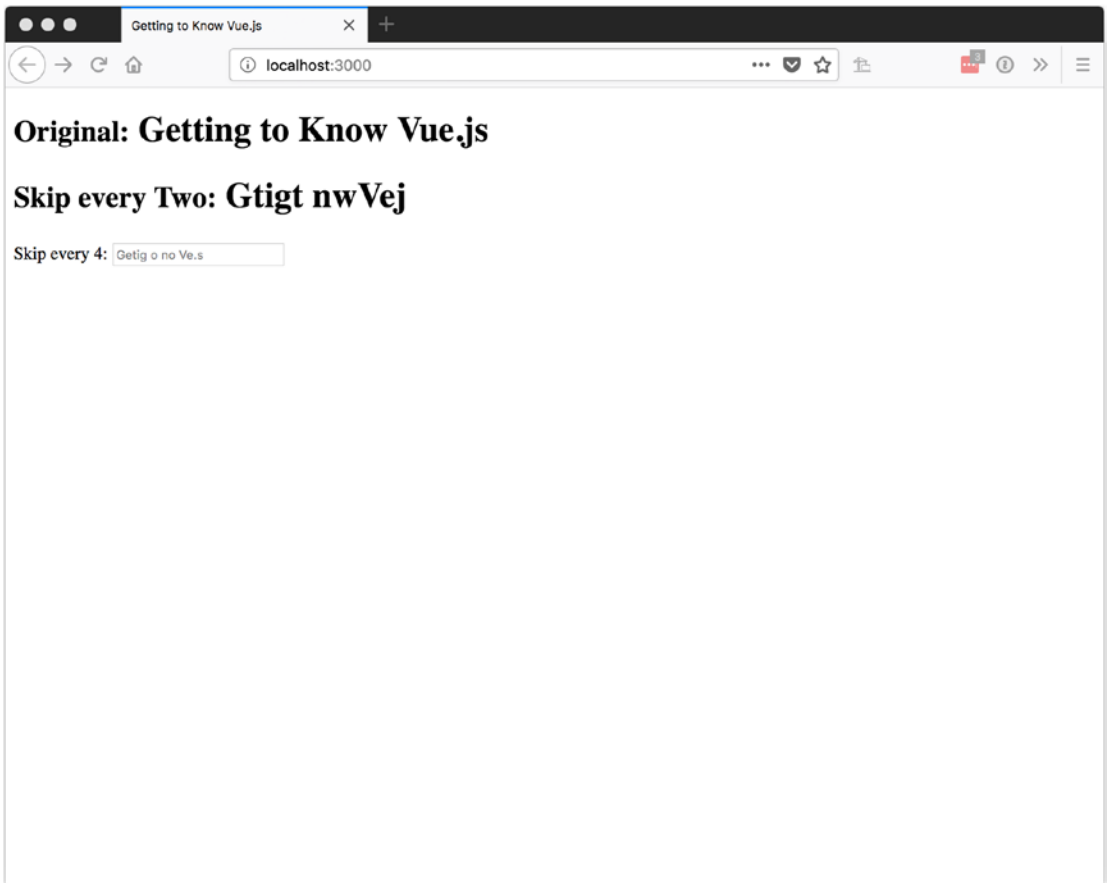 Getting to Know Vue.js
localhost:3000
3
Original: Getting to Know Vue.js
Skip every Two: Gtigt nwVej
Skip every 4: Getig o no Ve.s